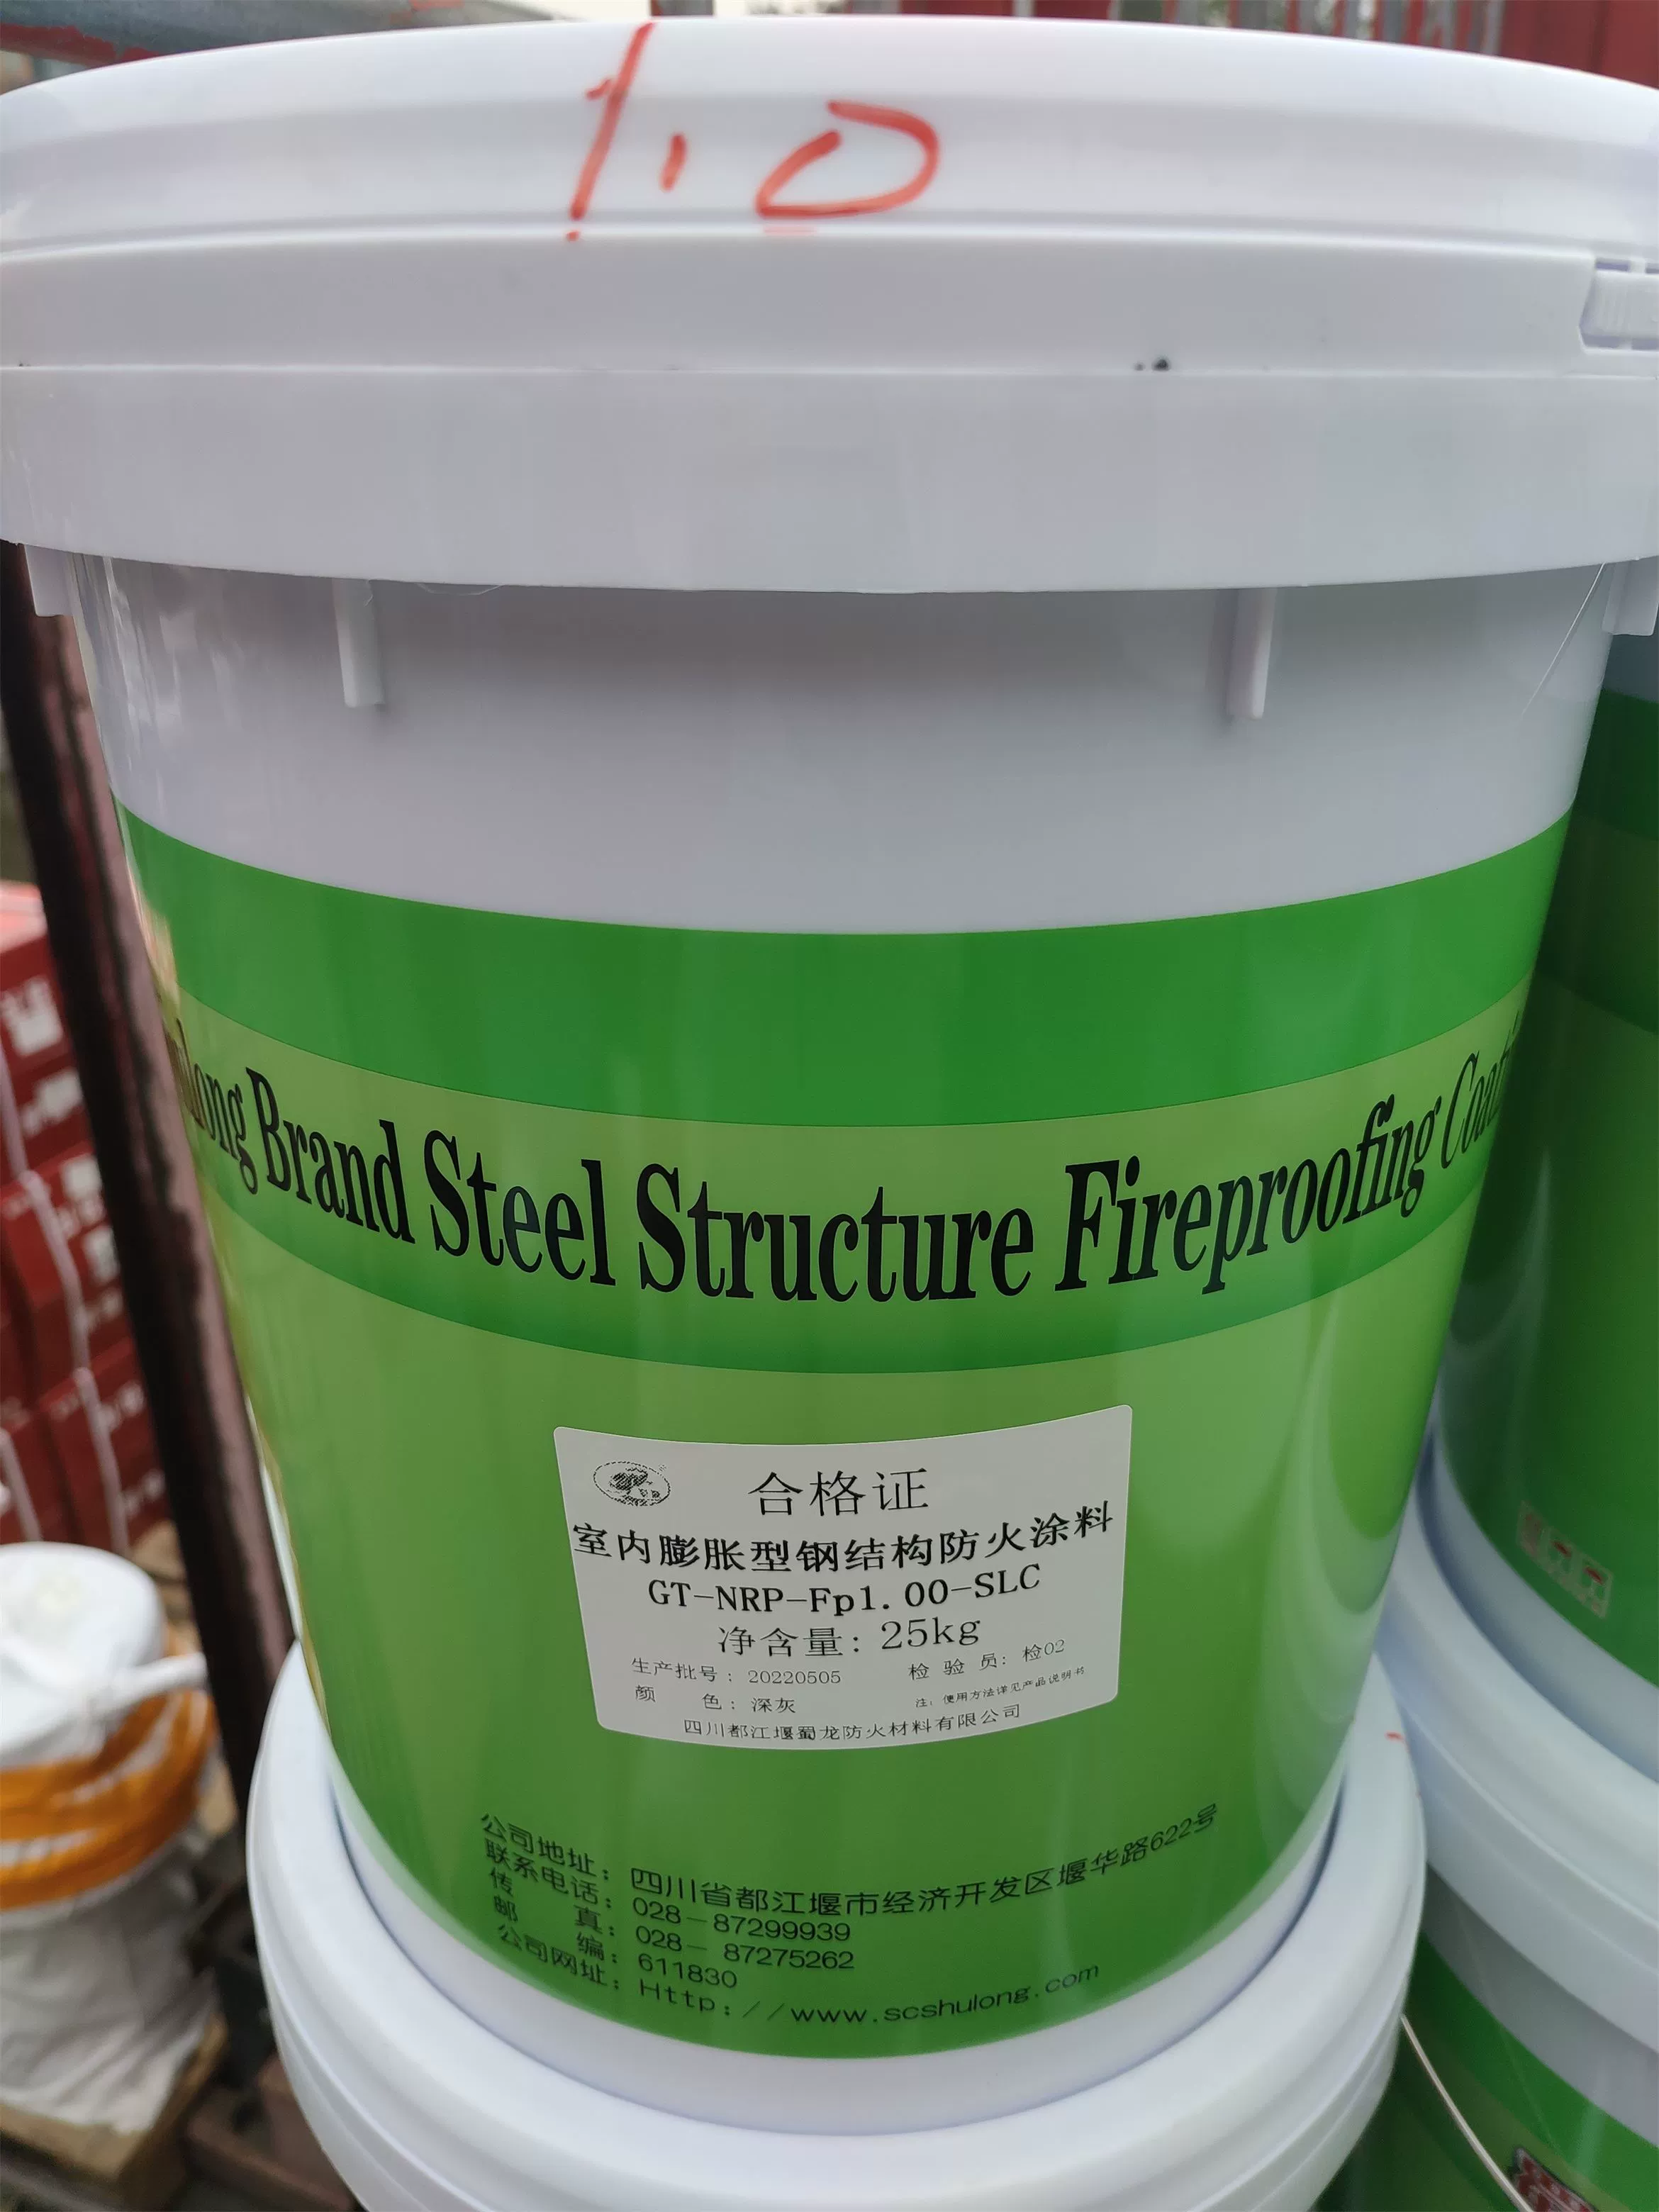 1.0
Brand Steel Structure Fireproofing
合格证
室内膨胀型钢结构防火涂料
GT-NRP-Fp1.00-SLC
净含量: 25kg
生产批号: 20220505 检验员: 检02
颜 色: 深灰 注: 使用方法详见产品说明书
四川都江堰蜀龙防火材料有限公司
公司地址: 四川省都江堰市经济开发区堰华路622号
联系电话: 028-87299939
传 真: 028-87275262
邮 编: 611830
公司网址: Http://www.scshulong.com